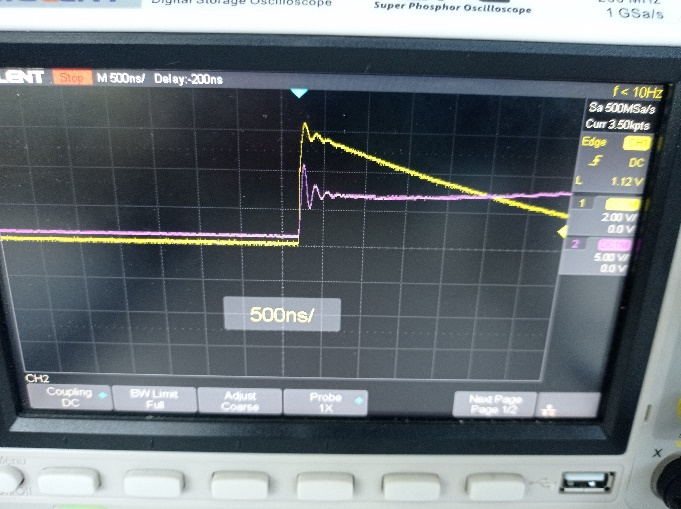 Digital Storage Oscilloscope
Super Phosphor Oscilloscope
1 GSa/s
LENT Stop M 500ns/ Delay:-200ns
f < 10Hz
Sa 500MSa/s
Curr 3.50kpts
Edge CH1
DC
L 1.12 V
1
2.00 V/
0.0 V
2
5.00 V/
0.0 V
500ns/
CH2
Coupling
DC
BW Limit
Full
Adjust
Coarse
Probe
1X
Next Page
Page 1/2